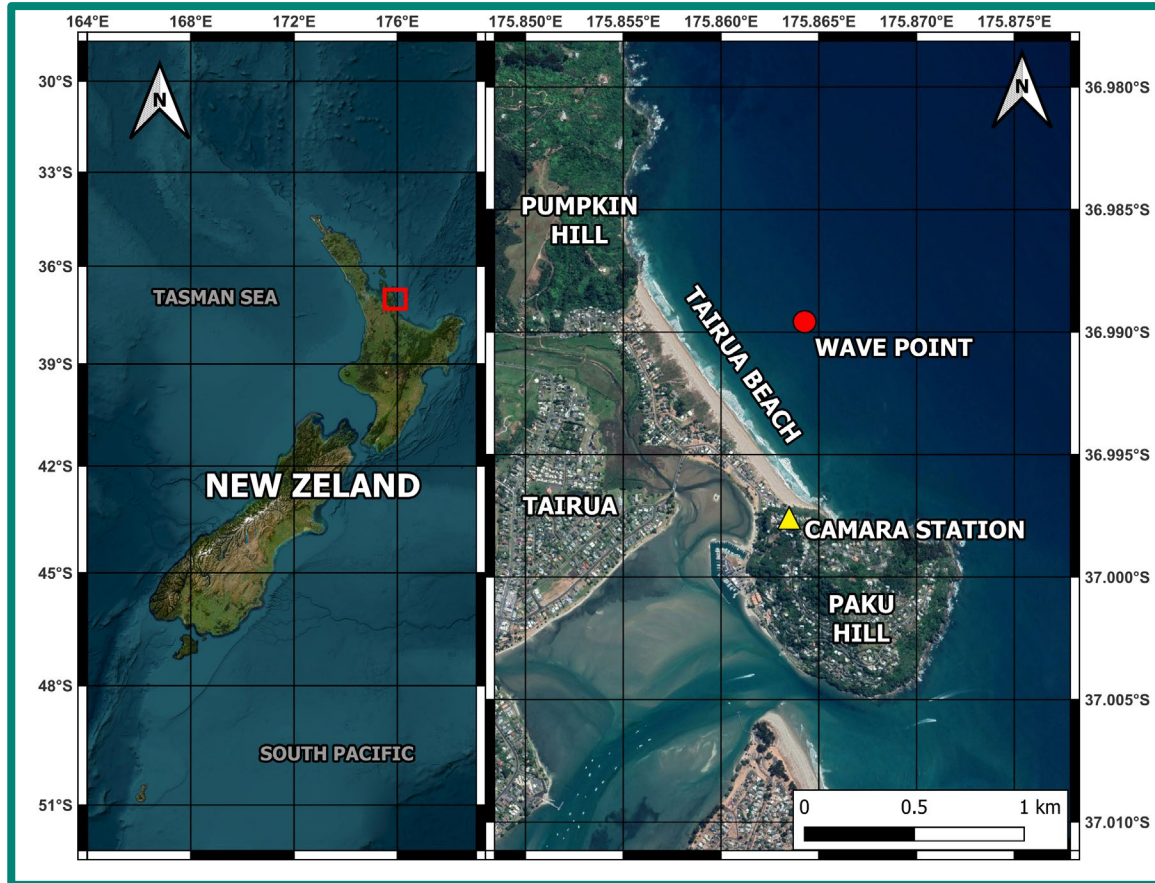 164°E 168°E 172°E 176°E
175.850°E 175.855°E 175.860°E 175.865°E 175.870°E 175.875°E
N
N
30°S
33°S
36°S
39°S
42°S
45°S
48°S
51°S
TASMAN SEA
NEW ZELAND
SOUTH PACIFIC
PUMPKIN
HILL
TAIRUA BEACH
WAVE POINT
TAIRUA
CAMARA STATION
PAKU
HILL
0 0.5 1 km
36.980°S
36.985°S
36.990°S
36.995°S
37.000°S
37.005°S
37.010°S